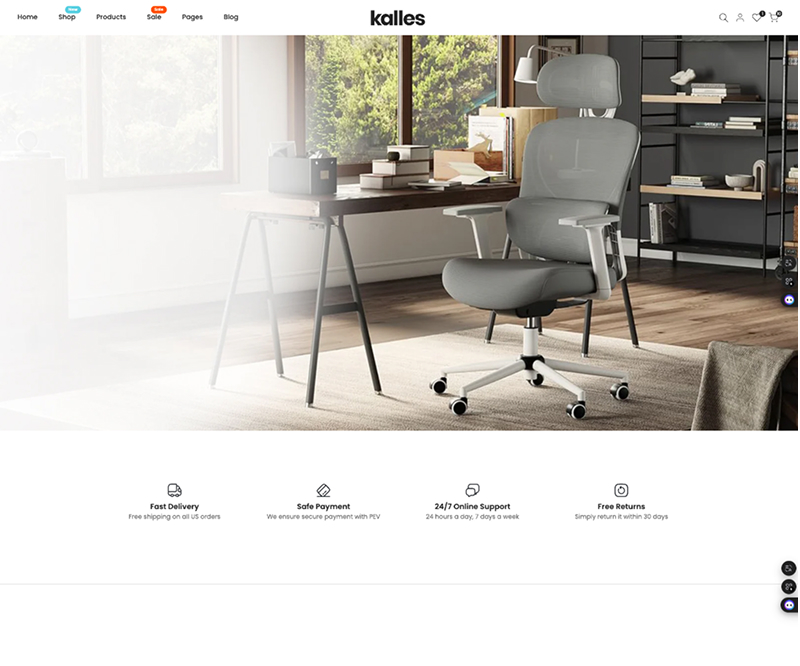 New
Sale
Home
Shop
Products
Sale
Pages
Blog
kalles
Fast Delivery
Free shipping on all US orders
Safe Payment
We ensure secure payment with PEV
24/7 Online Support
24 hours a day, 7 days a week
Free Returns
Simply return it within 30 days